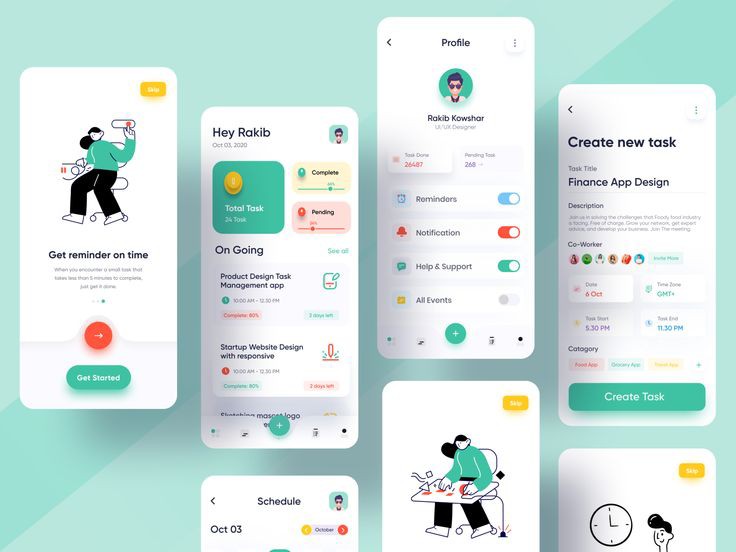 Skip
Get reminder on time
When you encounter a small task that
takes less than 5 minutes to complete,
just get it done.
Get Started
Hey Rakib
Oct 03, 2020
Total Task
24 Task
Complete
Pending
On Going
See all
Product Design Task
Management app
10:00 AM - 12.30 PM
Complete: 80%
3 days left
Startup Website Design
with responsive
10:00 AM - 12.30 PM
Complete: 80%
2 days left
Sketching mascot logo
Schedule
Oct 03
October
Profile
Rakib Kowshar
UI/UX Designer
Task Done
26487
Pending Task
268
Reminders
Notification
Help & Support
All Events
Skip
Create new task
Task Title
Finance App Design
Description
Join us in solving the challenges that Foody food industry
is facing. Free of charge. Grow your network, get expert
advice, and develop your business. Join The meeting.
Co-Worker
Invite More
Date
6 Oct
Time Zone
GMT+
Task Start
5.30 PM
Task End
11.30 PM
Catagory
Food App
Grocery App
Travel App
Create Task
Skip